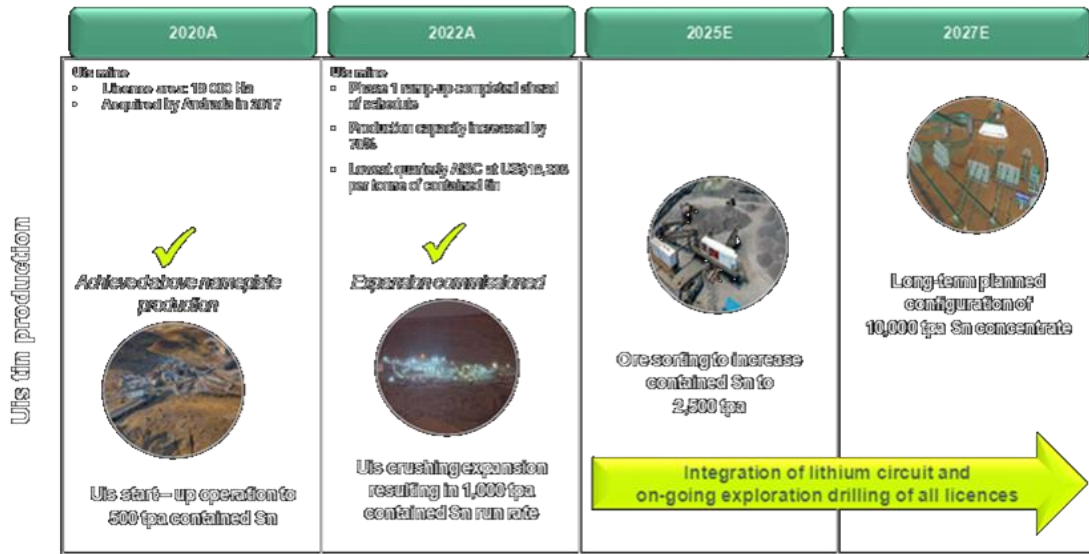 2020A
2022A
2025E
2027E
Uis tin production
Uis mine
Licence area:
Acquired by Andrada in 2017
Achieved above nameplate
production
Uis start – up operation to
500 tpa contained Sn
Uis mine
Phase 1 ramp-up completed ahead
of schedule
Production capacity increased by
70%
Lowest quarterly AISC at
per tonne of contained tin
Expansion commissioned
Uis crushing expansion
resulting in 1,000 tpa
contained Sn run rate
Ore sorting to increase
contained Sn to
2,500 tpa
Long-term planned
configuration of
10,000 tpa Sn concentrate
Integration of lithium circuit and
on-going exploration drilling of all licences